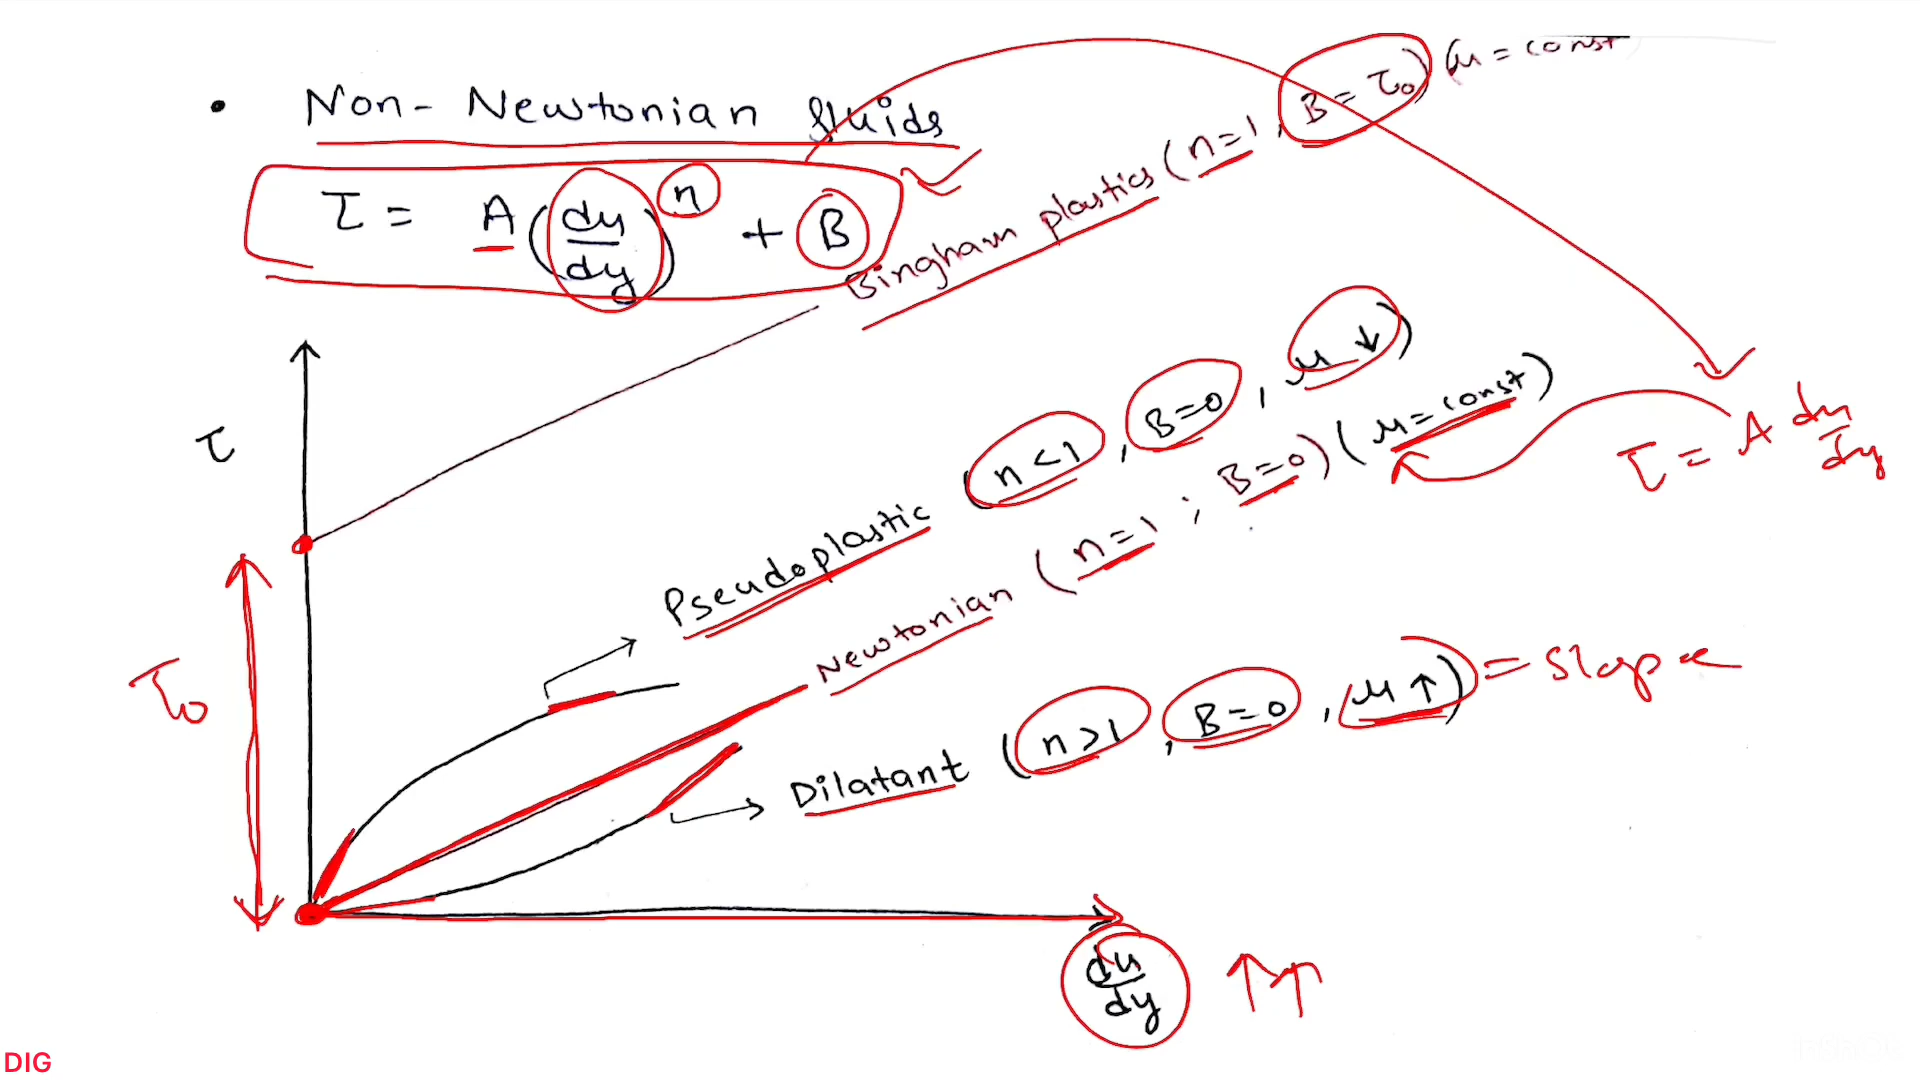 • Non-Newtonian fluids
τ = A(du/dy)^n + B
Bingham plastics (n=1, B=τ₀) (μ = const
τ
Pseudoplastic (n<1, B=0, μ↓)
Newtonian (n=1; B=0) (μ=const)
τ = A du/dy
Dilatant (n>1, B=0, μ↑) = Slope
τ₀
du/dy ↑↑
DIG